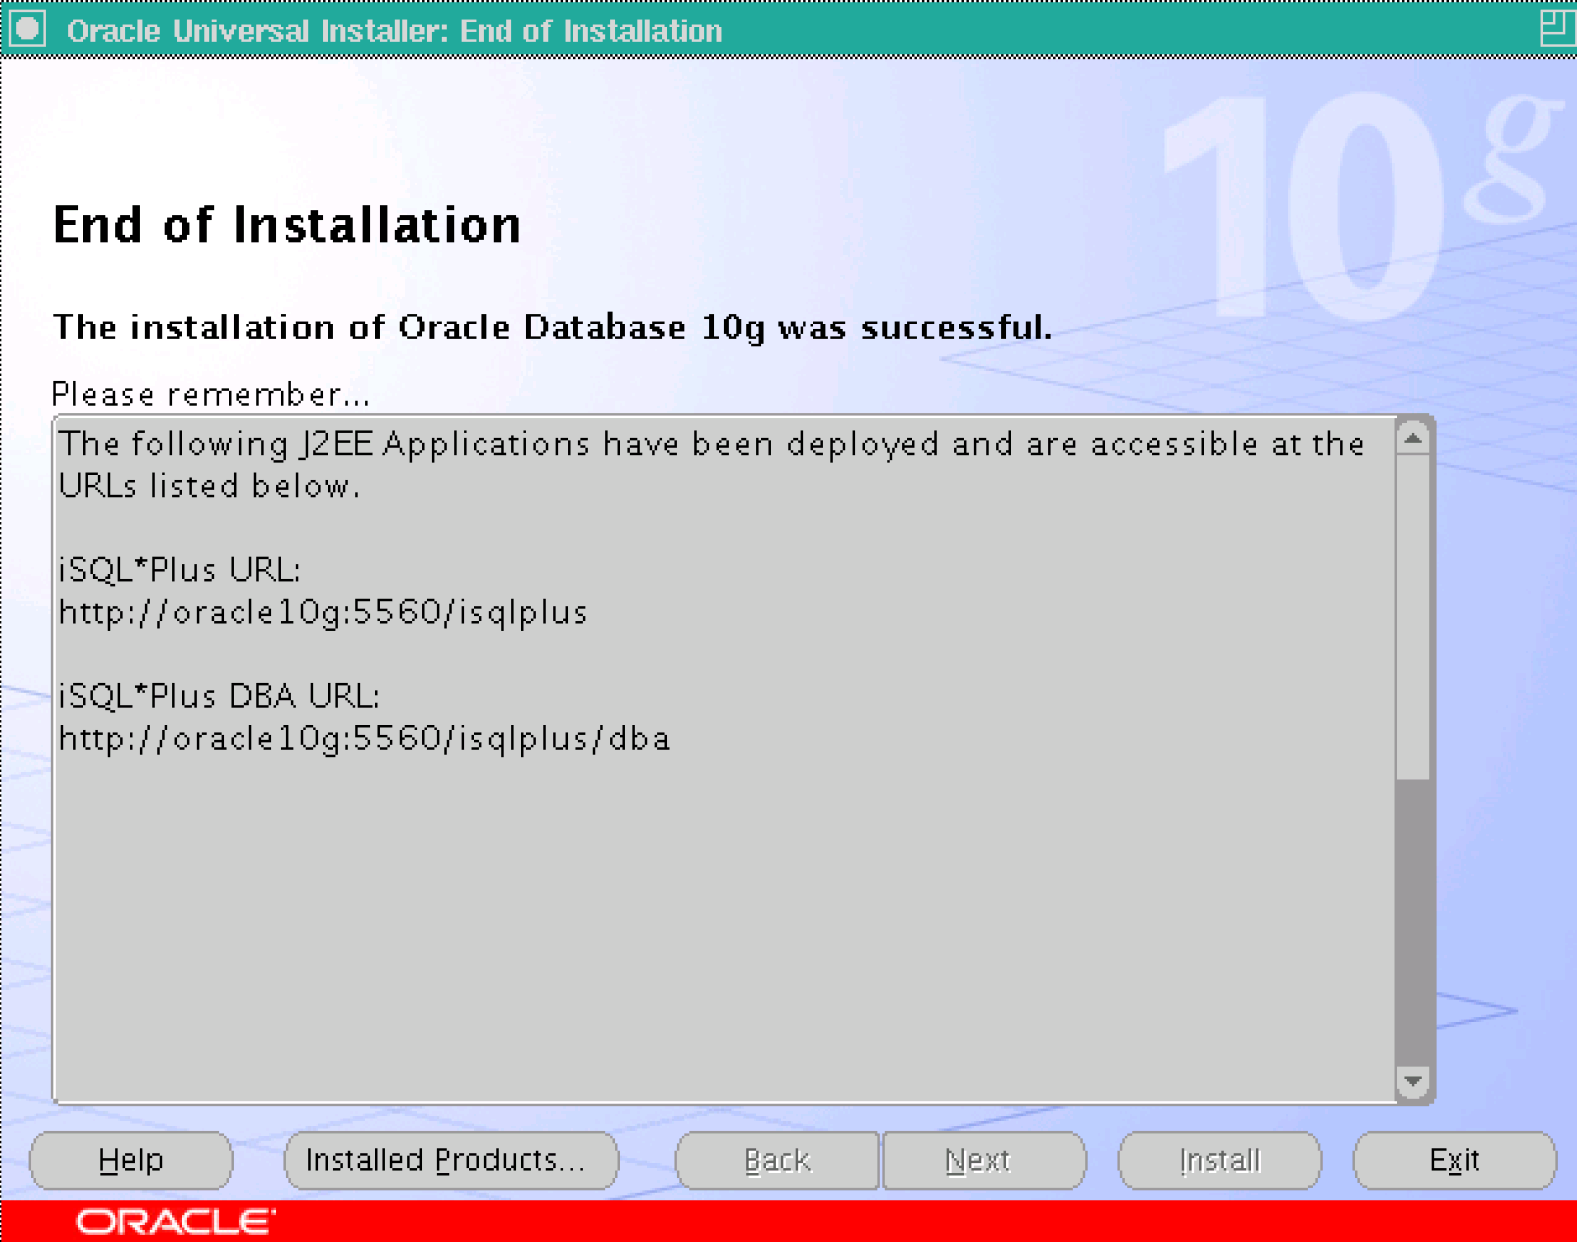 Oracle Universal Installer: End of Installation
10g
End of Installation
The installation of Oracle Database 10g was successful.
Please remember...
The following J2EE Applications have been deployed and are accessible at the
URLs listed below.
iSQL*Plus URL:
http://oracle10g:5560/isqlplus
iSQL*Plus DBA URL:
http://oracle10g:5560/isqlplus/dba
Help
Installed Products...
Back
Next
Install
Exit
ORACLE